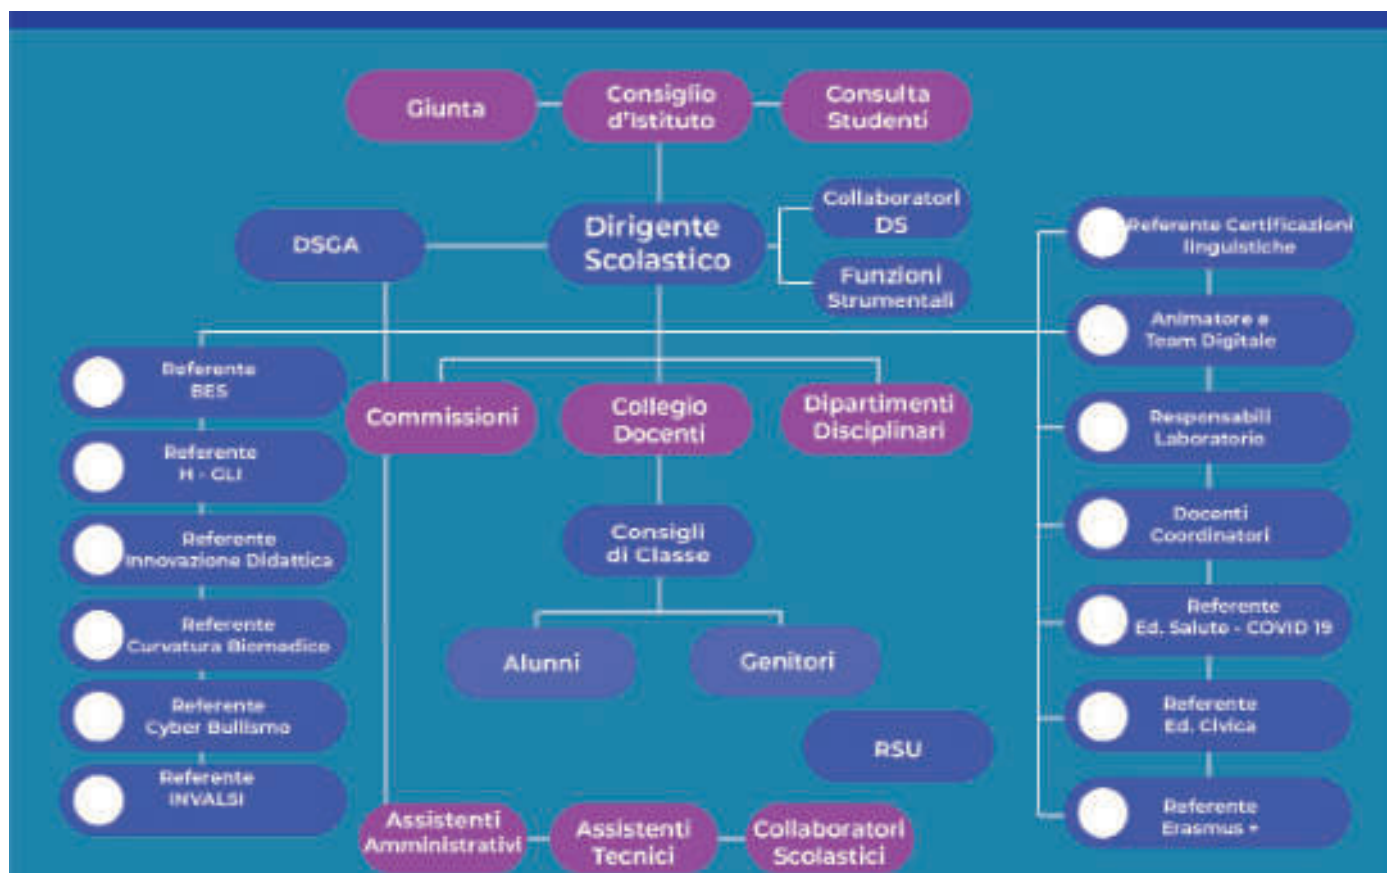 Giunta
Consiglio
d'Istituto
Consulta
Studenti
DSGA
Dirigente
Scolastico
Collaboratori
DS
Funzioni
Strumentali
Referente
BES
Referente
H - GLI
Referente
Innovazione Didattica
Referente
Curvatura Biomedico
Referente
Cyber Bullismo
Referente
INVALSI
Commissioni
Collegio
Docenti
Dipartimenti
Disciplinari
Consigli
di Classe
Alunni
Genitori
RSU
Assistenti
Amministrativi
Assistenti
Tecnici
Collaboratori
Scolastici
Referente Certificazioni
linguistiche
Animatore e
Team Digitale
Responsabili
Laboratorio
Docenti
Coordinatori
Referente
Ed. Salute - COVID 19
Referente
Ed. Civica
Referente
Erasmus +